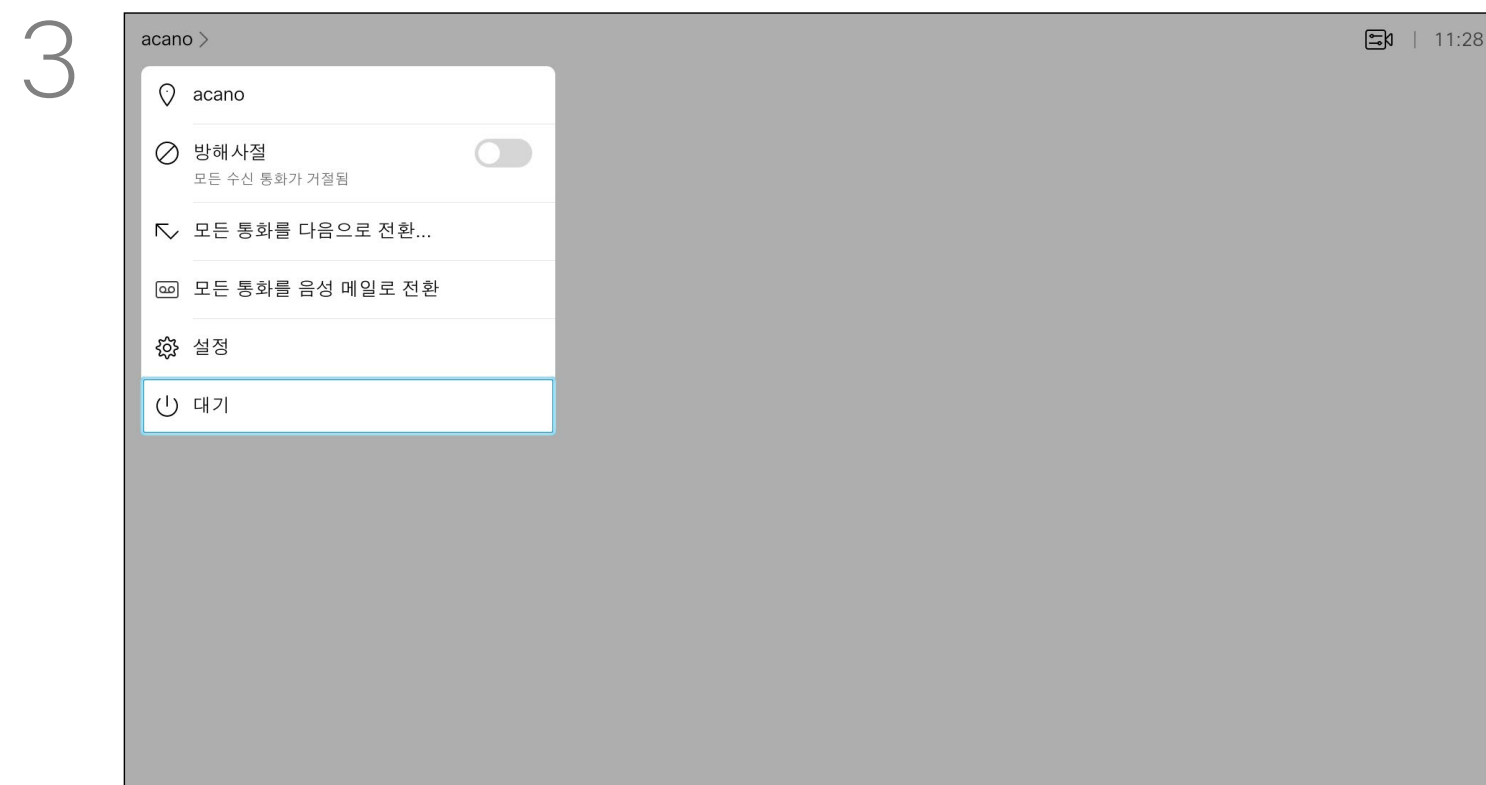 3
acano >
| 11:28
acano
방해사절
모든 수신 통화가 거절됨
모든 통화를 다음으로 전환...
모든 통화를 음성 메일로 전환
설정
대기